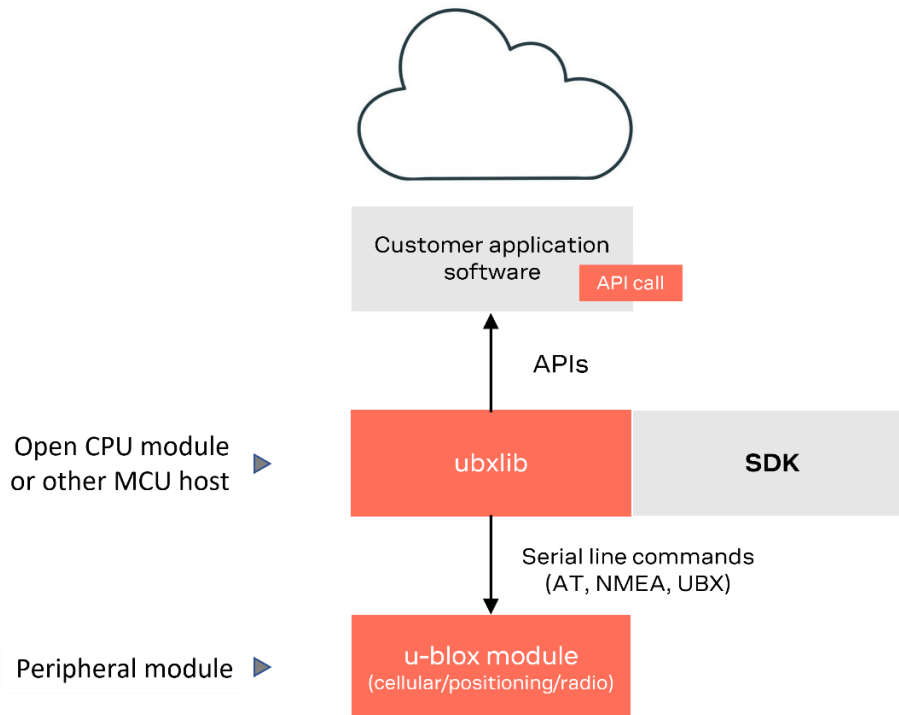 Customer application
software
API call
APIs
Open CPU module
or other MCU host
ubxlib
SDK
Serial line commands
(AT, NMEA, UBX)
Peripheral module
u-blox module
(cellular/positioning/radio)